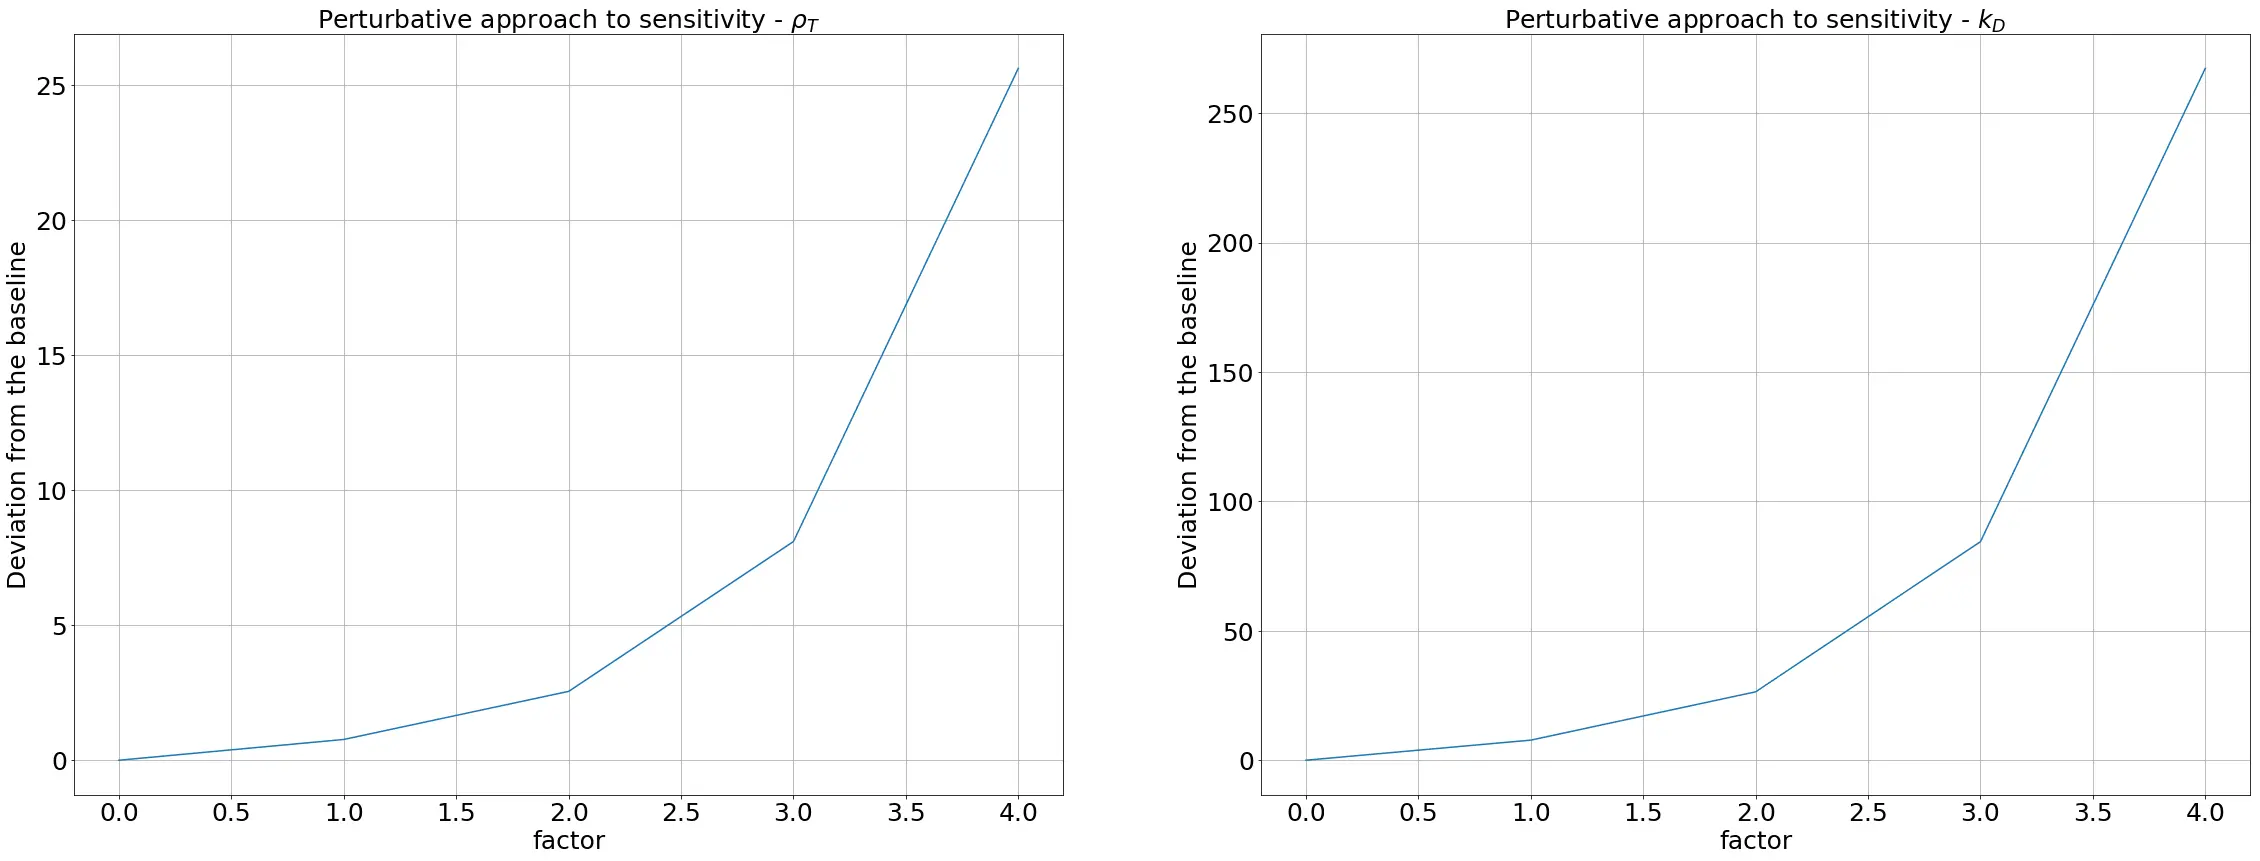 Perturbative approach to sensitivity - ρ_T
Deviation from the baseline
25
20
15
10
5
0
0.0 0.5 1.0 1.5 2.0 2.5 3.0 3.5 4.0
factor
Perturbative approach to sensitivity - k_D
Deviation from the baseline
250
200
150
100
50
0
0.0 0.5 1.0 1.5 2.0 2.5 3.0 3.5 4.0
factor